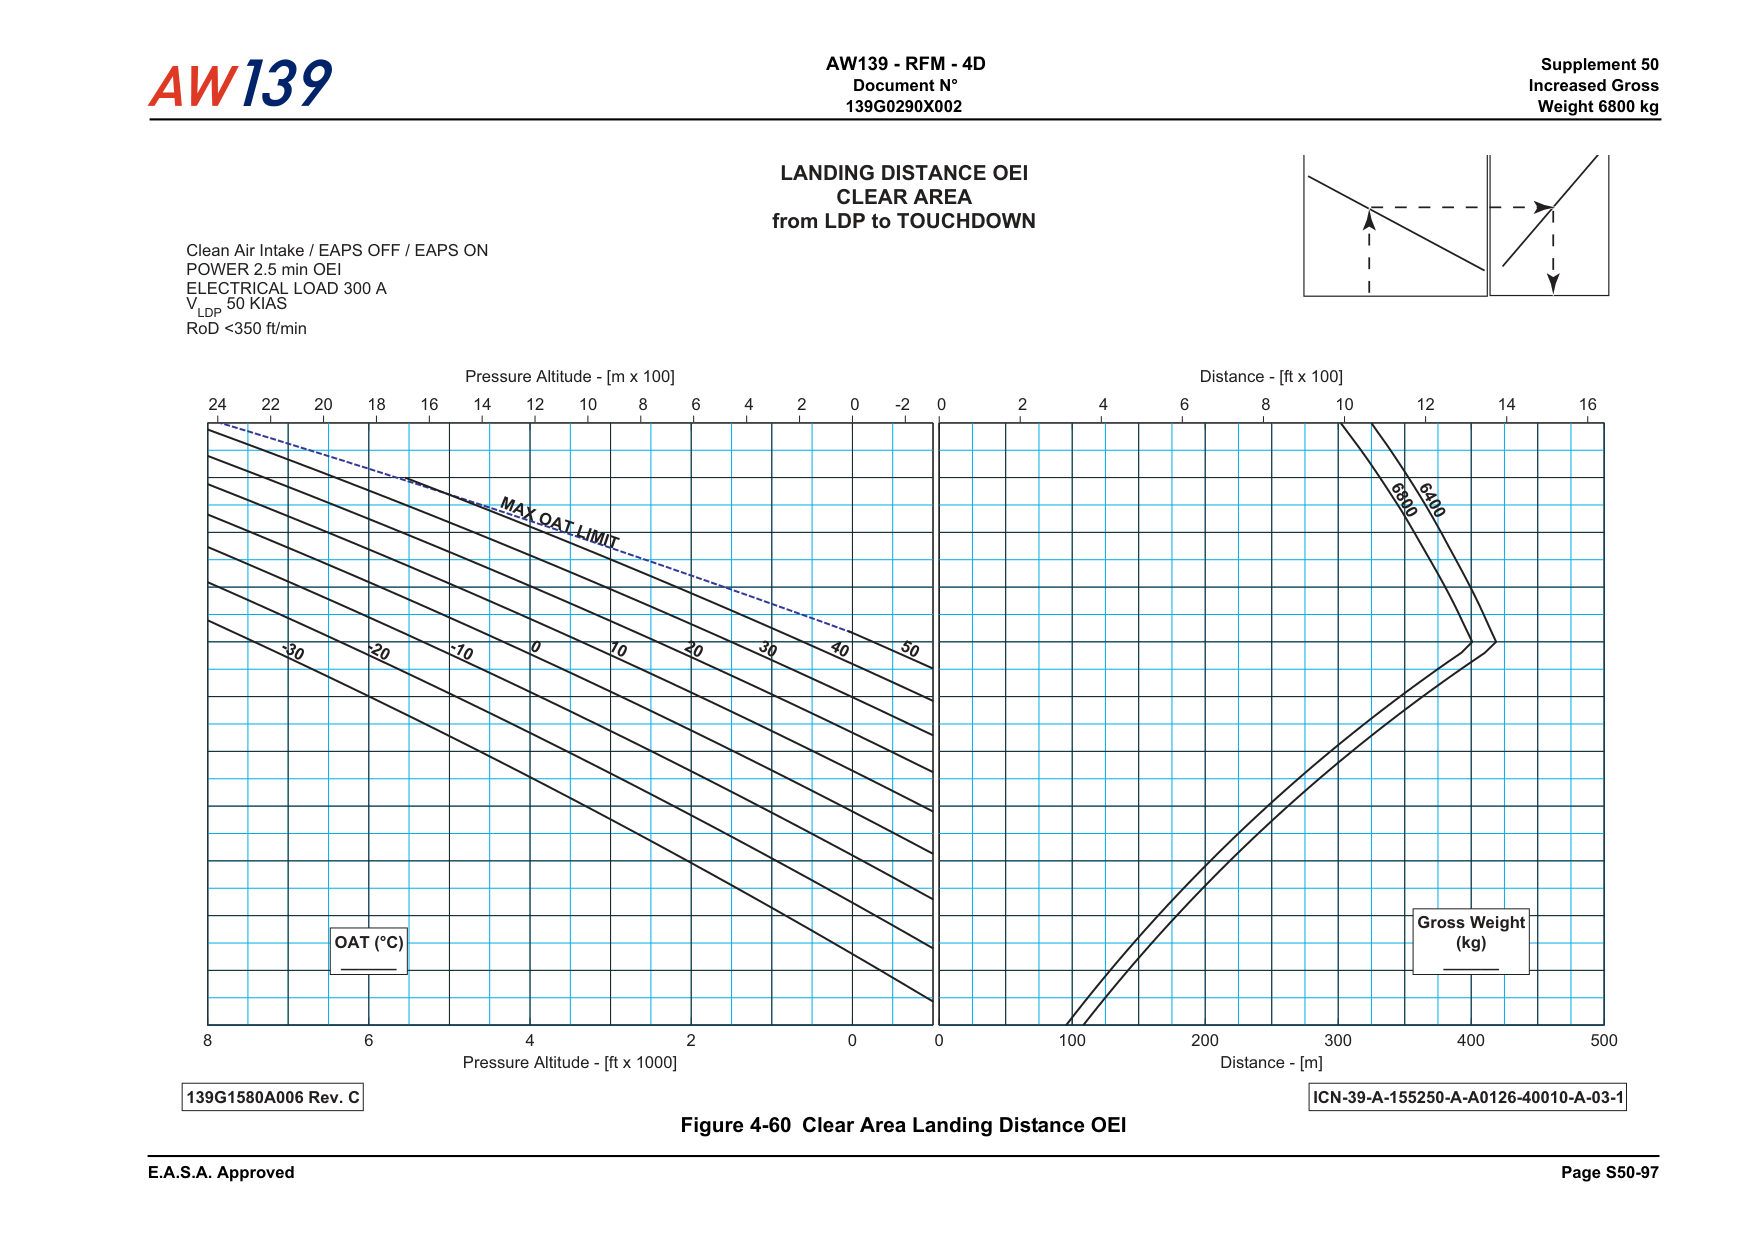 AW139
AW139 - RFM - 4D
Document N°
139G0290X002
Supplement 50
Increased Gross
Weight 6800 kg
LANDING DISTANCE OEI
CLEAR AREA
from LDP to TOUCHDOWN
Clean Air Intake / EAPS OFF / EAPS ON
POWER 2.5 min OEI
ELECTRICAL LOAD 300 A
VLDP 50 KIAS
RoD <350 ft/min
Pressure Altitude - [m x 100]
Distance - [ft x 100]
24 22 20 18 16 14 12 10 8 6 4 2 0 -2
0 2 4 6 8 10 12 14 16
MAX OAT LIMIT
6800 6400
-30 -20 -10 0 10 20 30 40 50
OAT (°C)
Gross Weight
(kg)
8 6 4 2 0
0 100 200 300 400 500
Pressure Altitude - [ft x 1000]
Distance - [m]
139G1580A006 Rev. C
ICN-39-A-155250-A-A0126-40010-A-03-1
Figure 4-60 Clear Area Landing Distance OEI
E.A.S.A. Approved
Page S50-97